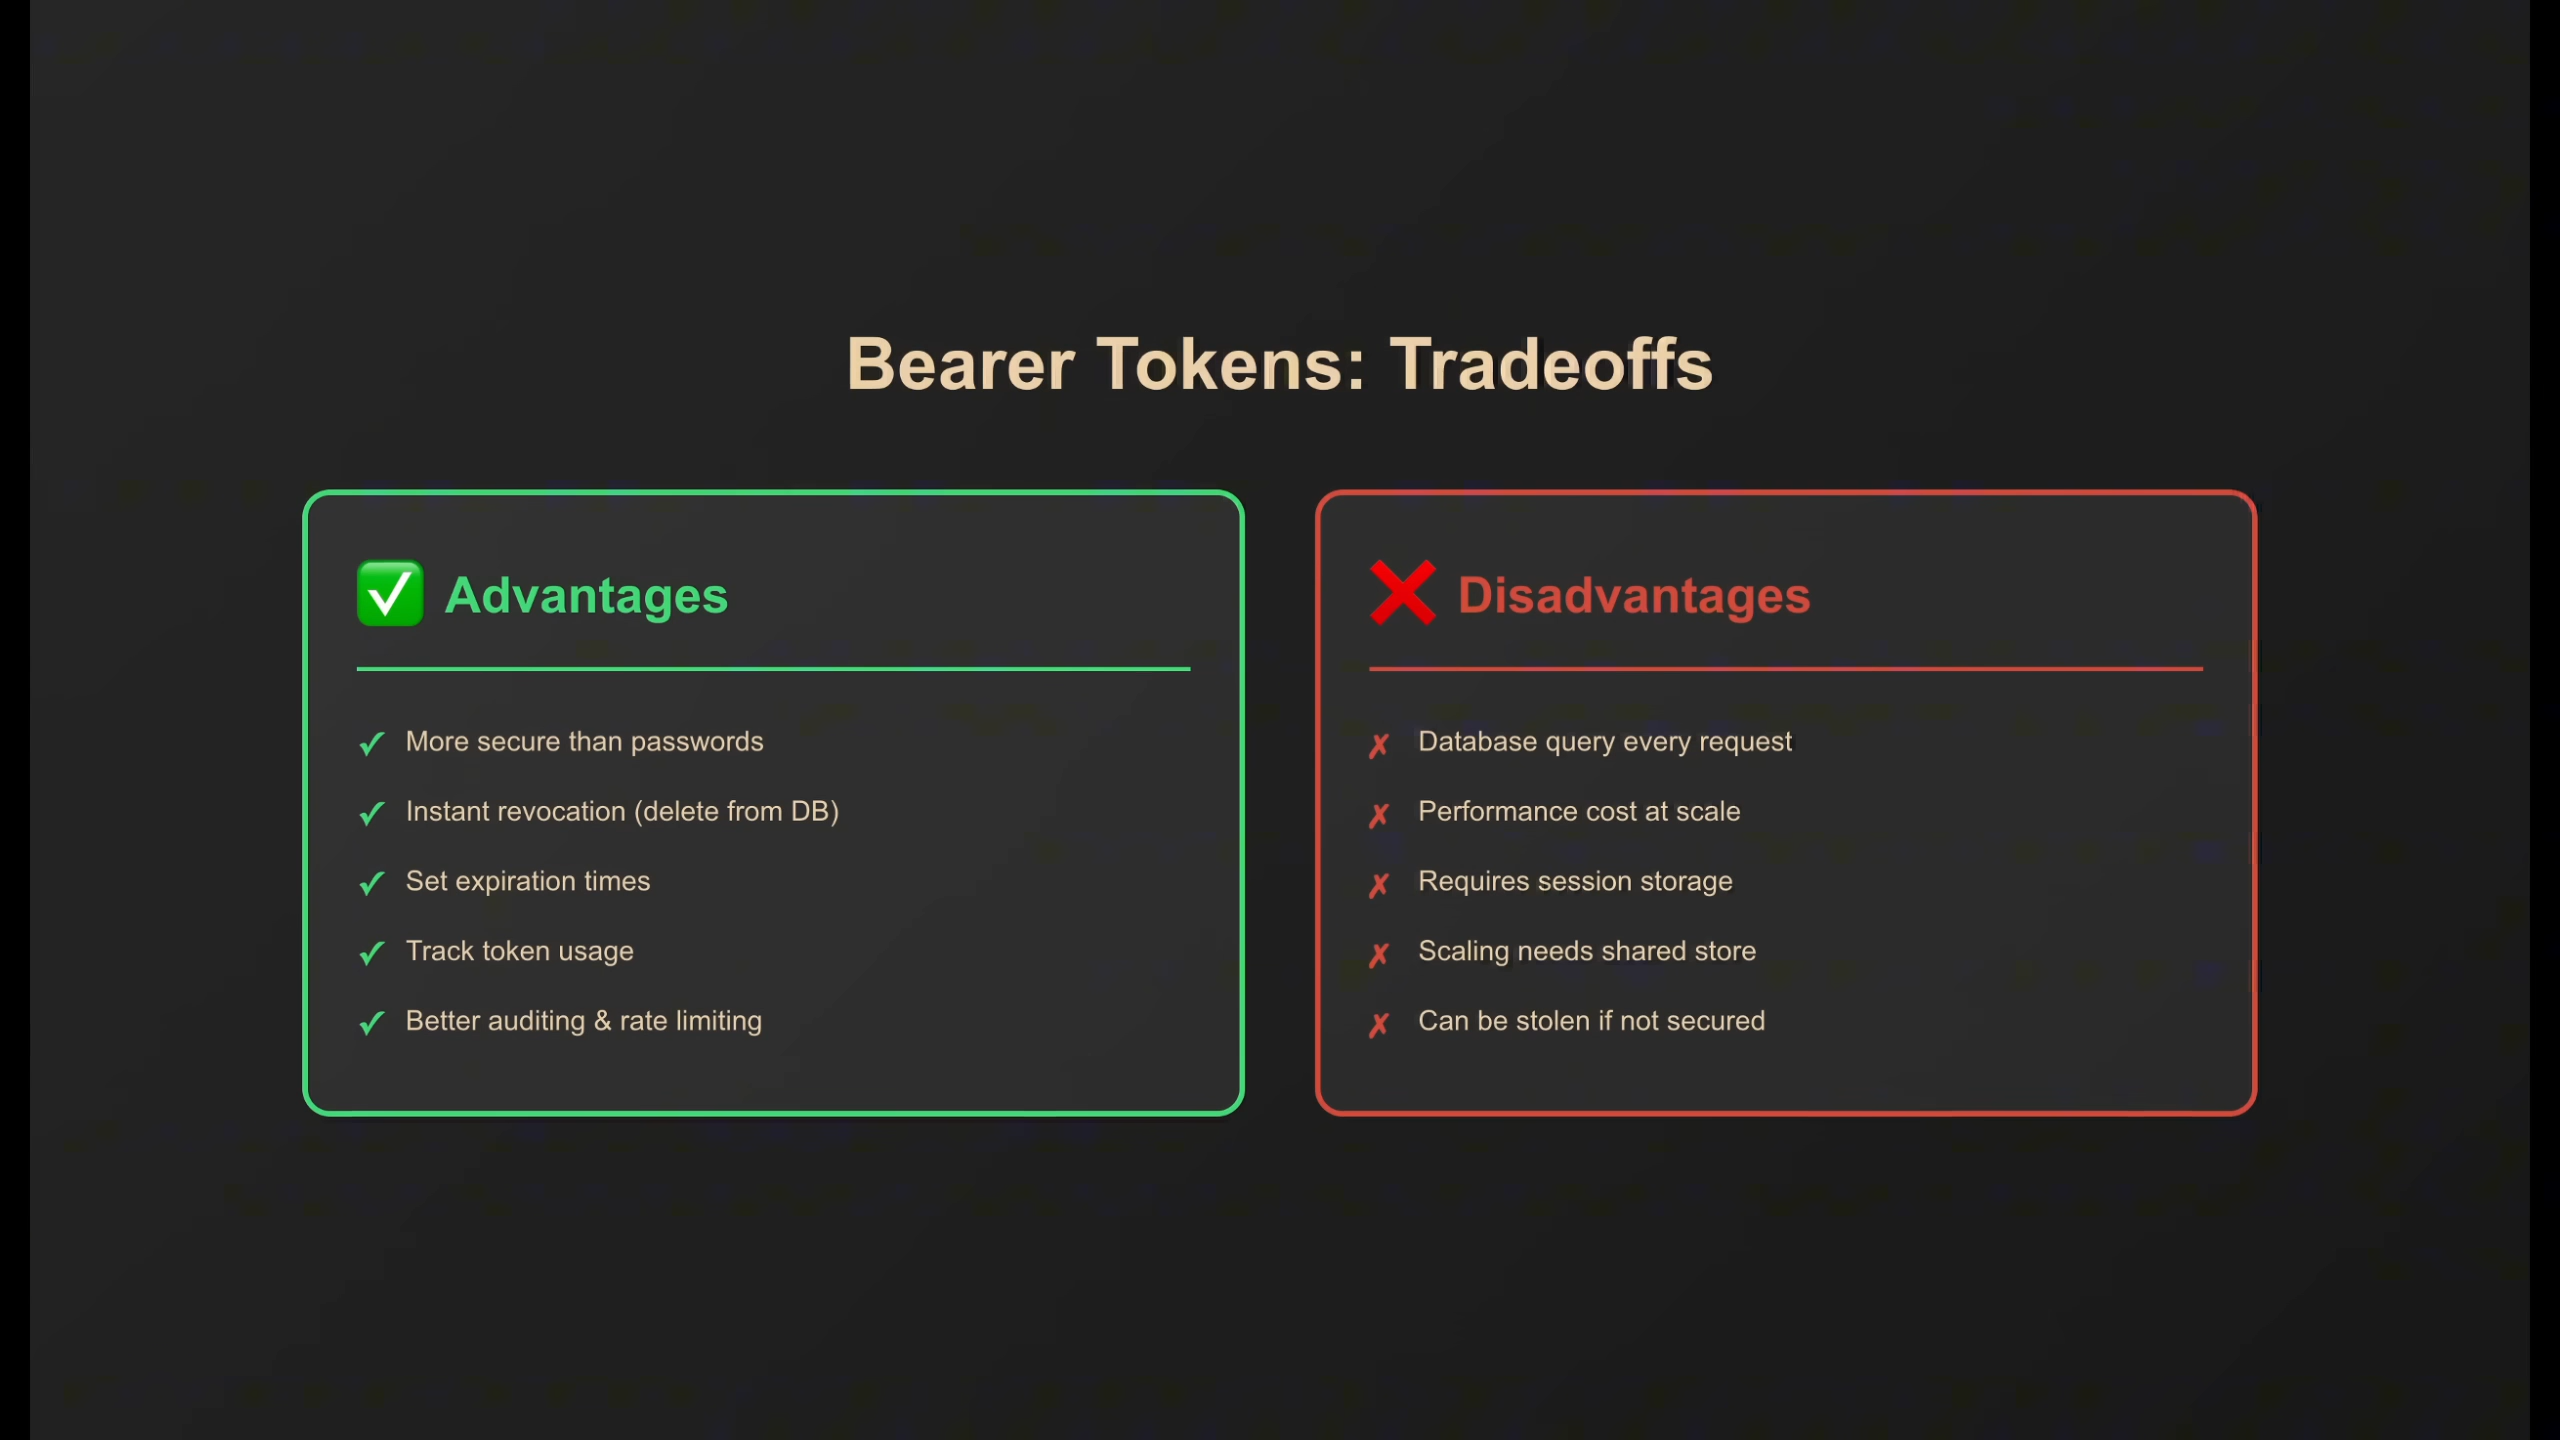 Bearer Tokens: Tradeoffs
✅ Advantages
✓ More secure than passwords
✓ Instant revocation (delete from DB)
✓ Set expiration times
✓ Track token usage
✓ Better auditing & rate limiting
❌ Disadvantages
✗ Database query every request
✗ Performance cost at scale
✗ Requires session storage
✗ Scaling needs shared store
✗ Can be stolen if not secured